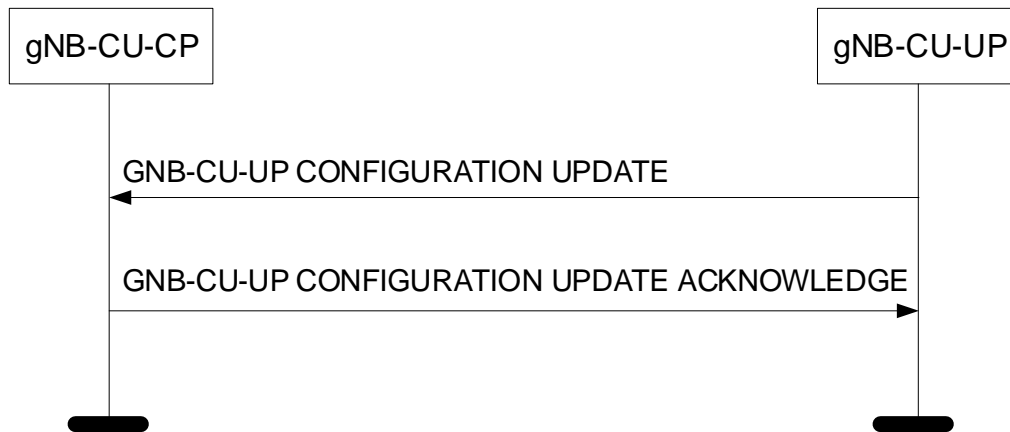 gNB-CU-CP
gNB-CU-UP
GNB-CU-UP CONFIGURATION UPDATE
GNB-CU-UP CONFIGURATION UPDATE ACKNOWLEDGE